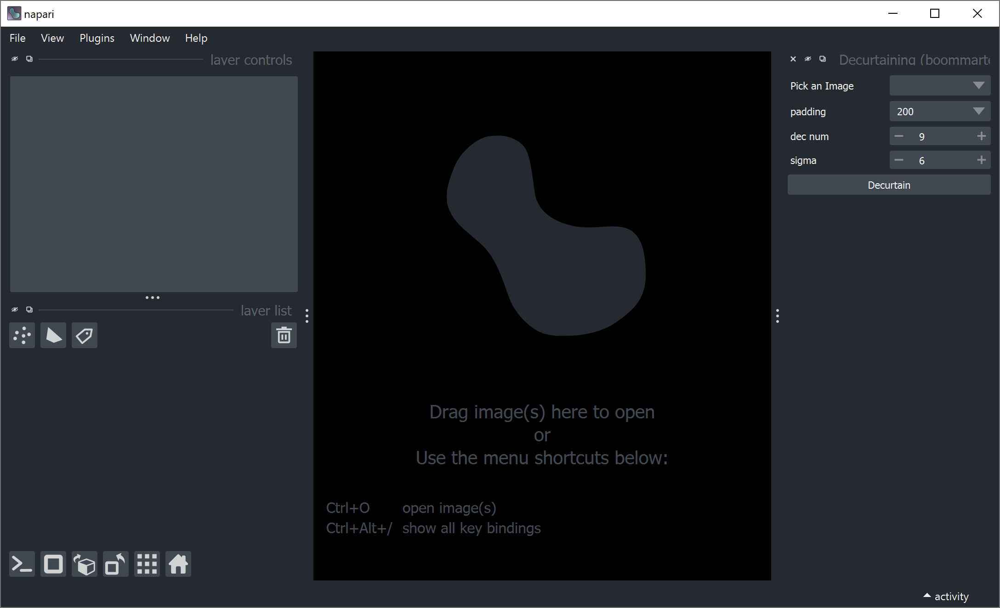 napari
File View Plugins Window Help
layer controls
layer list
Drag image(s) here to open
or
Use the menu shortcuts below:
Ctrl+O open image(s)
Ctrl+Alt+/ show all key bindings
Decurtaining (boommarte
Pick an Image
padding 200
dec num 9
sigma 6
Decurtain
activity